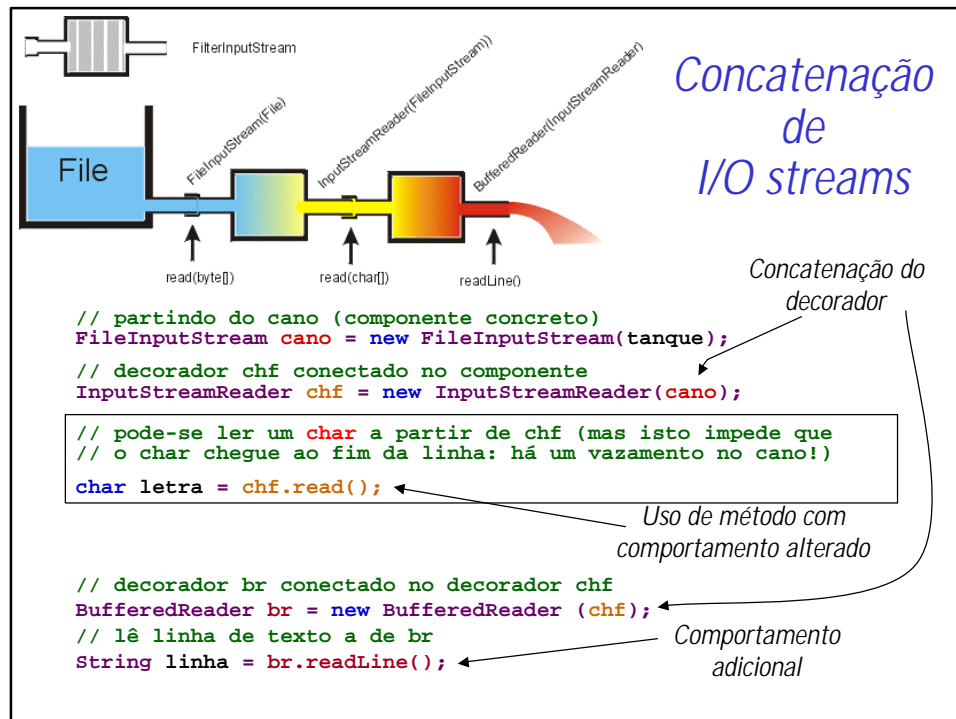 FilterInputStream
Concatenação
de
I/O streams
File
FileInputStream(File)
InputStreamReader(FileInputStream))
BufferedReader(InputStreamReader)
read(byte[])
read(char[])
readLine()
Concatenação do
decorador
// partindo do cano (componente concreto)
FileInputStream cano = new FileInputStream(tanque);
// decorador chf conectado no componente
InputStreamReader chf = new InputStreamReader(cano);
// pode-se ler um char a partir de chf (mas isto impede que
// o char chegue ao fim da linha: há um vazamento no cano!)
char letra = chf.read();
Uso de método com
comportamento alterado
// decorador br conectado no decorador chf
BufferedReader br = new BufferedReader (chf);
// lê linha de texto a de br
String linha = br.readLine();
Comportamento
adicional